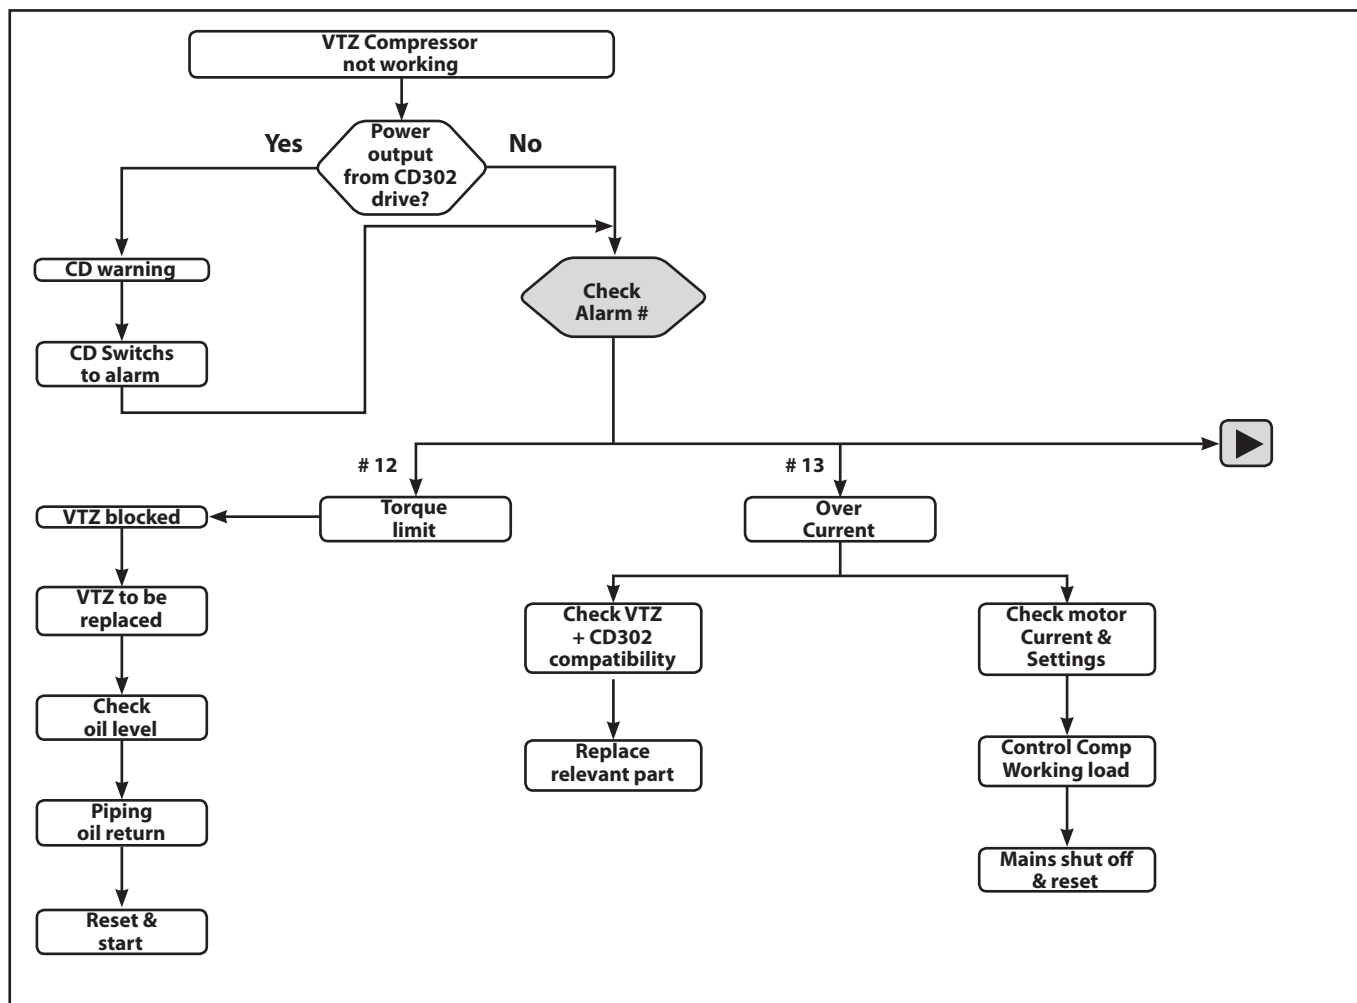 VTZ Compressor
not working
Power
output
from CD302
drive?
Yes
No
CD warning
CD Switchs
to alarm
Check
Alarm #
# 12
# 13
Torque
limit
VTZ blocked
VTZ to be
replaced
Check
oil level
Piping
oil return
Reset &
start
Over
Current
Check VTZ
+ CD302
compatibility
Replace
relevant part
Check motor
Current &
Settings
Control Comp
Working load
Mains shut off
& reset